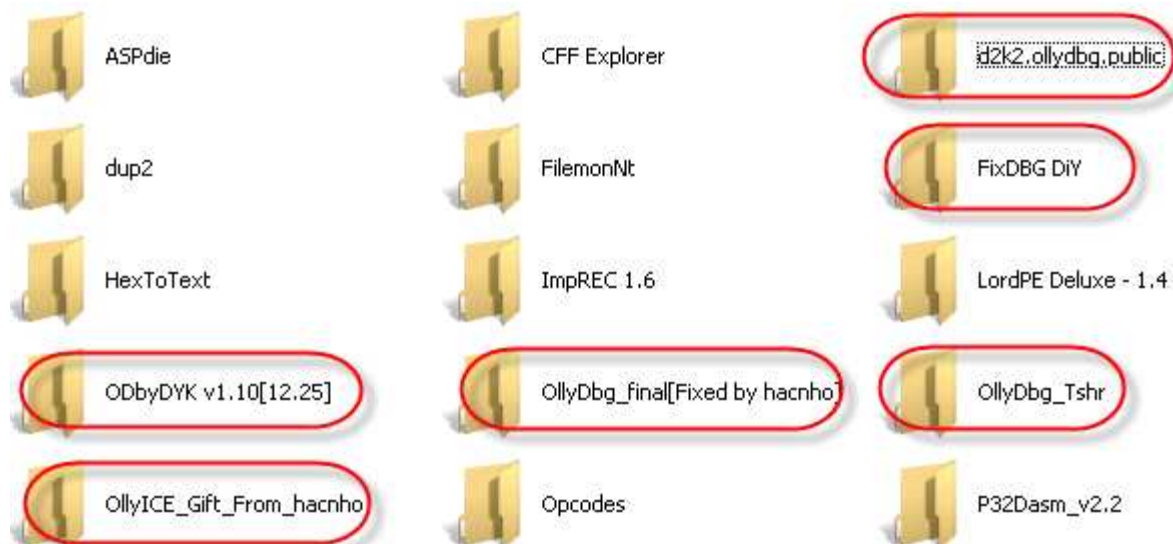 ASPdie
CFF Explorer
d2k2.ollydbg.public
dup2
FilemonNt
FixDBG DiY
HexToText
ImpREC 1.6
LordPE Deluxe - 1.4
ODbyDYK v1.10[12.25]
OllyDbg_final[Fixed by hacnho]
OllyDbg_Tshr
OllyICE_Gift_From_hacnho
Opcodes
P32Dasm_v2.2